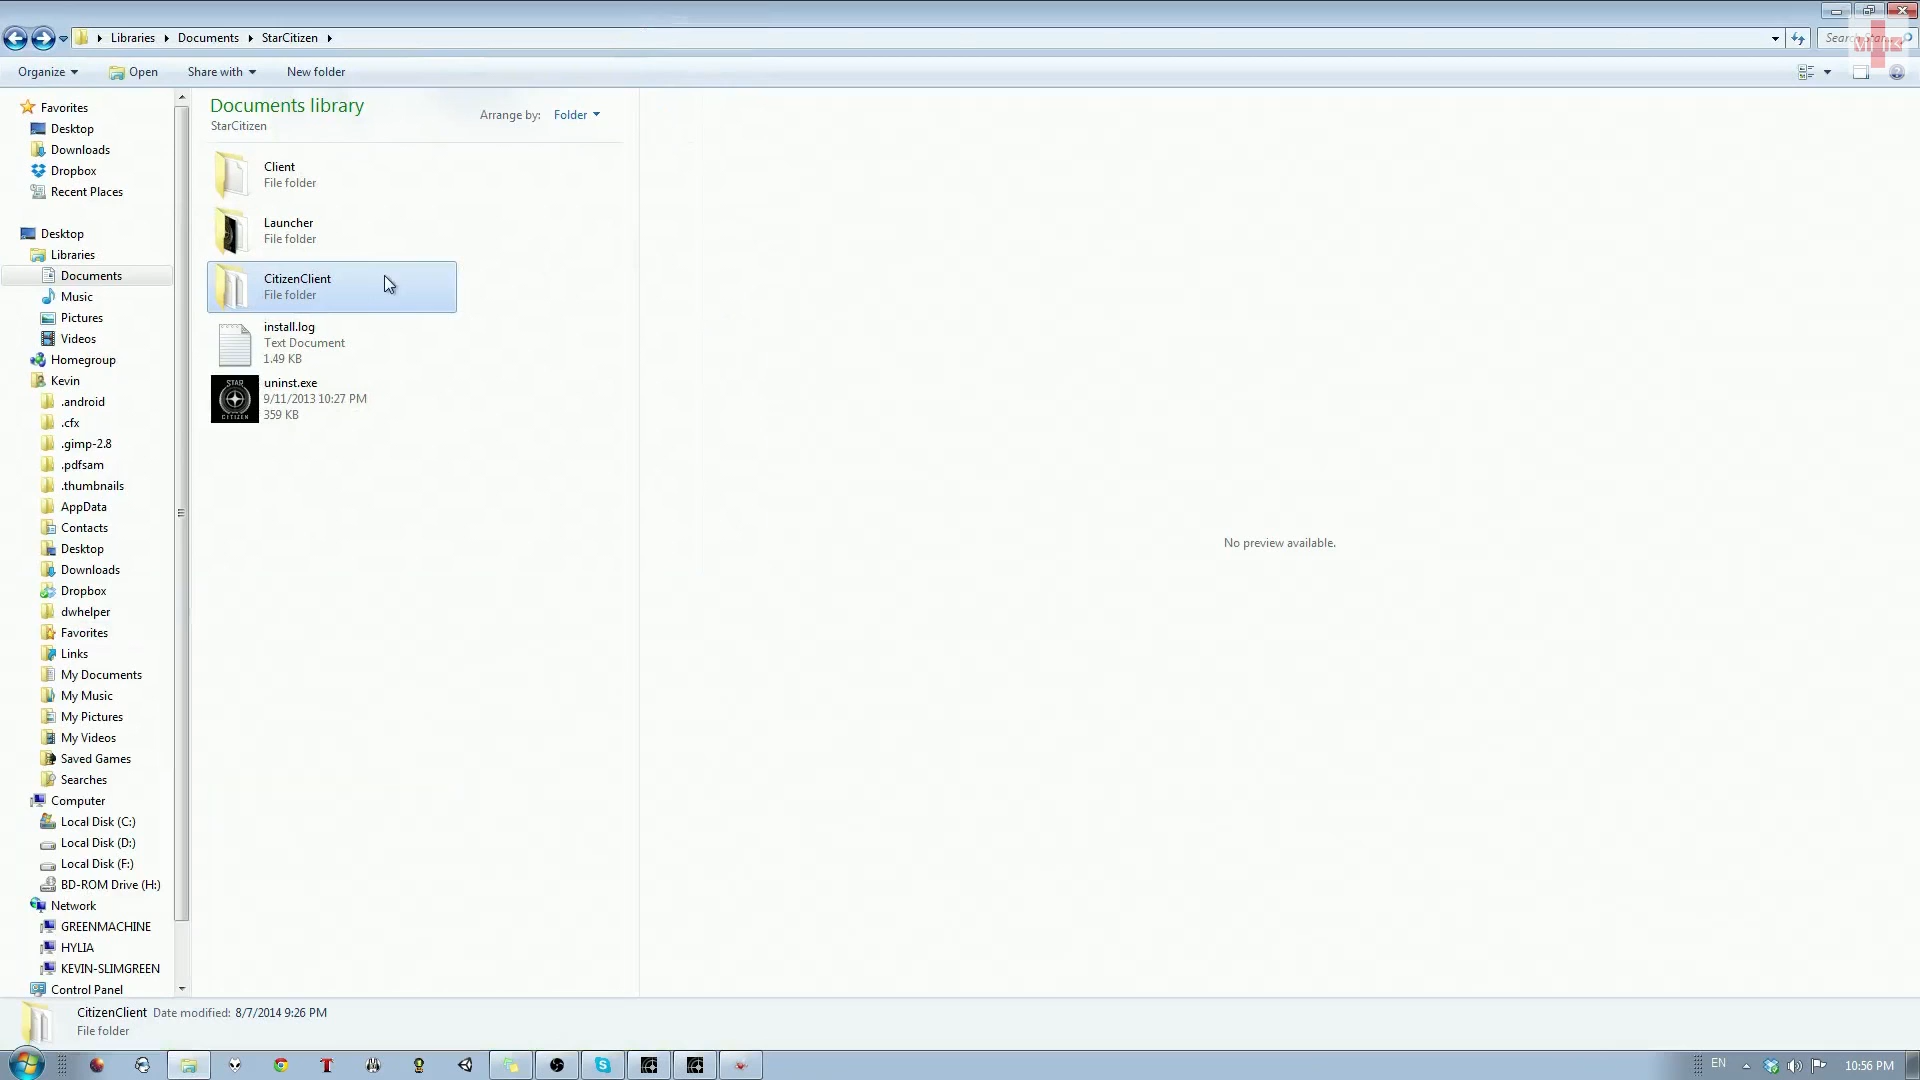 Libraries
Documents
StarCitizen
Search Star...
Organize
Open
Share with
New folder
Favorites
Desktop
Downloads
Dropbox
Recent Places
Desktop
Libraries
Documents
Music
Pictures
Videos
Homegroup
Kevin
.android
.cfx
.gimp-2.8
.pdfsam
.thumbnails
AppData
Contacts
Desktop
Downloads
Dropbox
dwhelper
Favorites
Links
My Documents
My Music
My Pictures
My Videos
Saved Games
Searches
Computer
Local Disk (C:)
Local Disk (D:)
Local Disk (F:)
BD-ROM Drive (H:)
Network
GREENMACHINE
HYLIA
KEVIN-SLIMGREEN
Control Panel
Documents library
StarCitizen
Arrange by: Folder
Client
File folder
Launcher
File folder
CitizenClient
File folder
install.log
Text Document
1.49 KB
STAR
CITIZEN
uninst.exe
9/11/2013 10:27 PM
359 KB
No preview available.
CitizenClient Date modified: 8/7/2014 9:26 PM
File folder
EN
10:56 PM